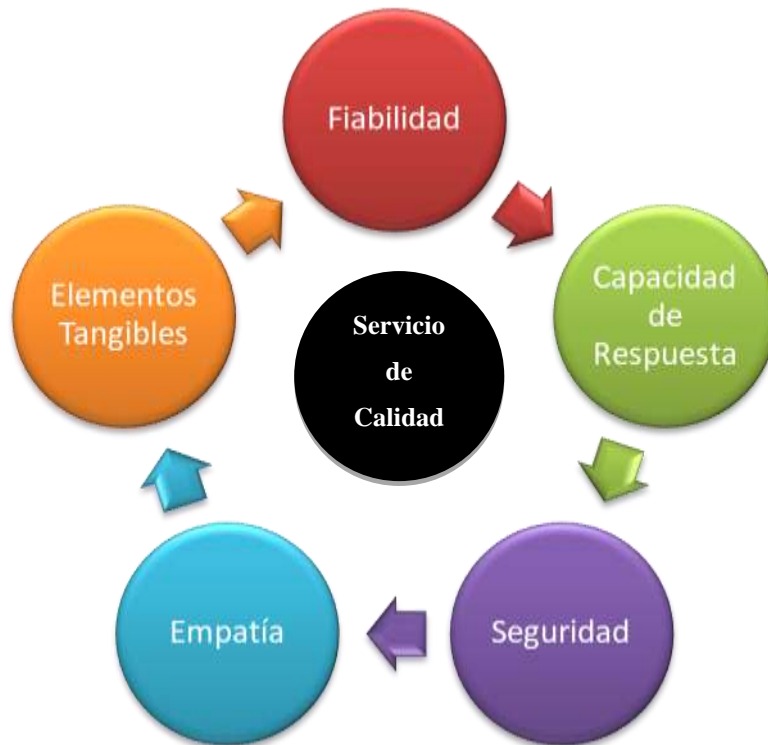 Fiabilidad
Capacidad
de
Respuesta
Seguridad
Empatía
Elementos
Tangibles
Servicio
de
Calidad